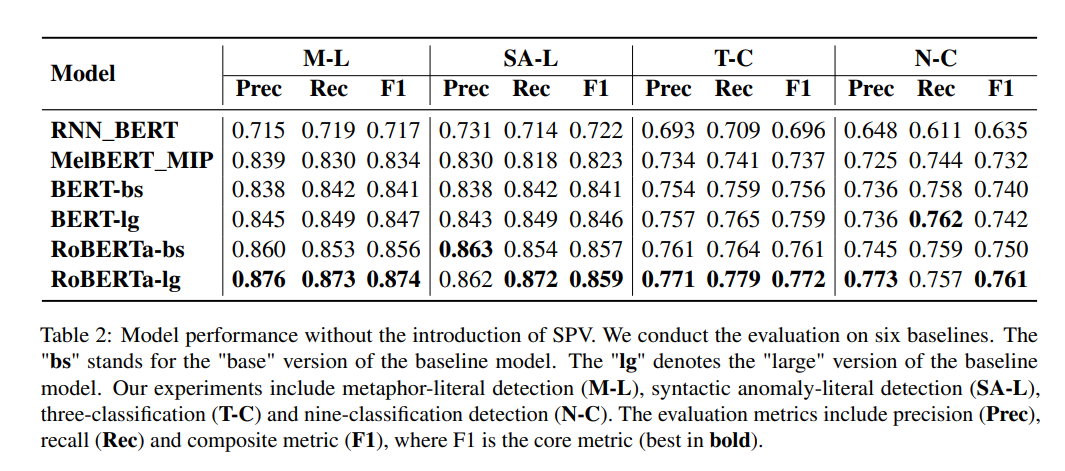 Model M-L SA-L T-C N-C
Prec Rec F1 Prec Rec F1 Prec Rec F1 Prec Rec F1
RNN_BERT 0.715 0.719 0.717 0.731 0.714 0.722 0.693 0.709 0.696 0.648 0.611 0.635
MelBERT_MIP 0.839 0.830 0.834 0.830 0.818 0.823 0.734 0.741 0.737 0.725 0.744 0.732
BERT-bs 0.838 0.842 0.841 0.838 0.842 0.841 0.754 0.759 0.756 0.736 0.758 0.740
BERT-lg 0.845 0.849 0.847 0.843 0.849 0.846 0.757 0.765 0.759 0.736 0.762 0.742
RoBERTa-bs 0.860 0.853 0.856 0.863 0.854 0.857 0.761 0.764 0.761 0.745 0.759 0.750
RoBERTa-lg 0.876 0.873 0.874 0.862 0.872 0.859 0.771 0.779 0.772 0.773 0.757 0.761
Table 2: Model performance without the introduction of SPV. We conduct the evaluation on six baselines. The
"bs" stands for the "base" version of the baseline model. The "lg" denotes the "large" version of the baseline
model. Our experiments include metaphor-literal detection (M-L), syntactic anomaly-literal detection (SA-L),
three-classification (T-C) and nine-classification detection (N-C). The evaluation metrics include precision (Prec),
recall (Rec) and composite metric (F1), where F1 is the core metric (best in bold).